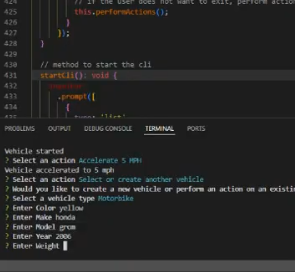 424 // if the user does not want to exit, perform action
425 this.performActions();
426 }
427 });
428 }
429
430 // method to start the cli
431 startCli(): void {
432
433 .prompt([
434 {
PROBLEMS OUTPUT DEBUG CONSOLE TERMINAL PORTS
Vehicle started
? Select an action Accelerate 5 MPH
Vehicle accelerated to 5 mph
? Select an action Select or create another vehicle
? Would you like to create a new vehicle or perform an action on an existin
? Select a vehicle type Motorbike
? Enter Color yellow
? Enter Make honda
? Enter Model grom
? Enter Year 2006
? Enter Weight